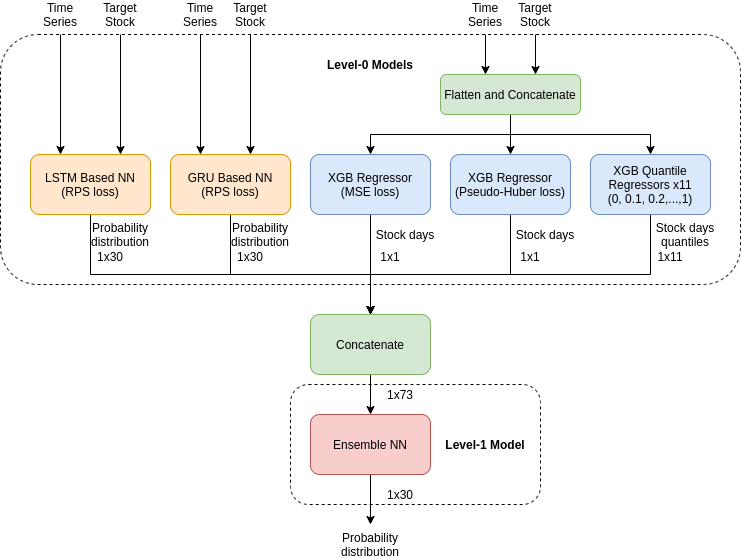 Time
Series
Target
Stock
Time
Series
Target
Stock
Time
Series
Target
Stock
Level-0 Models
Flatten and Concatenate
LSTM Based NN
(RPS loss)
GRU Based NN
(RPS loss)
XGB Regressor
(MSE loss)
XGB Regressor
(Pseudo-Huber loss)
XGB Quantile
Regressors x11
(0, 0.1, 0.2,...,1)
Probability
distribution
1x30
Probability
distribution
1x30
Stock days
1x1
Stock days
1x1
Stock days
quantiles
1x11
Concatenate
1x73
Ensemble NN
Level-1 Model
1x30
Probability
distribution